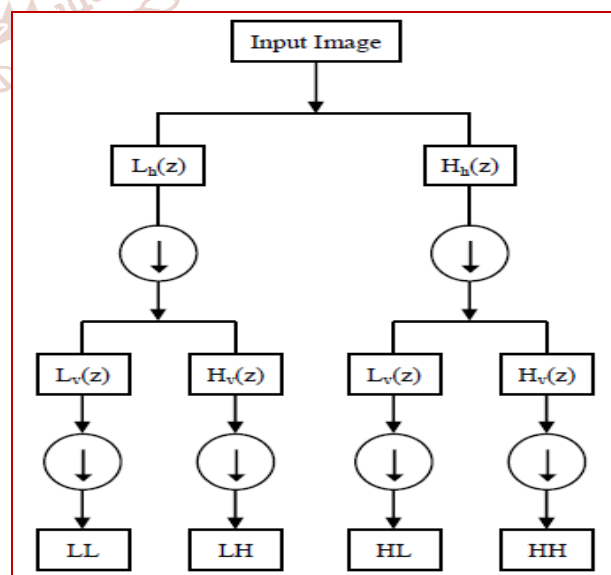 Input Image
Lₕ(z) Hₕ(z)
Lᵥ(z) Hᵥ(z) Lᵥ(z) Hᵥ(z)
LL LH HL HH